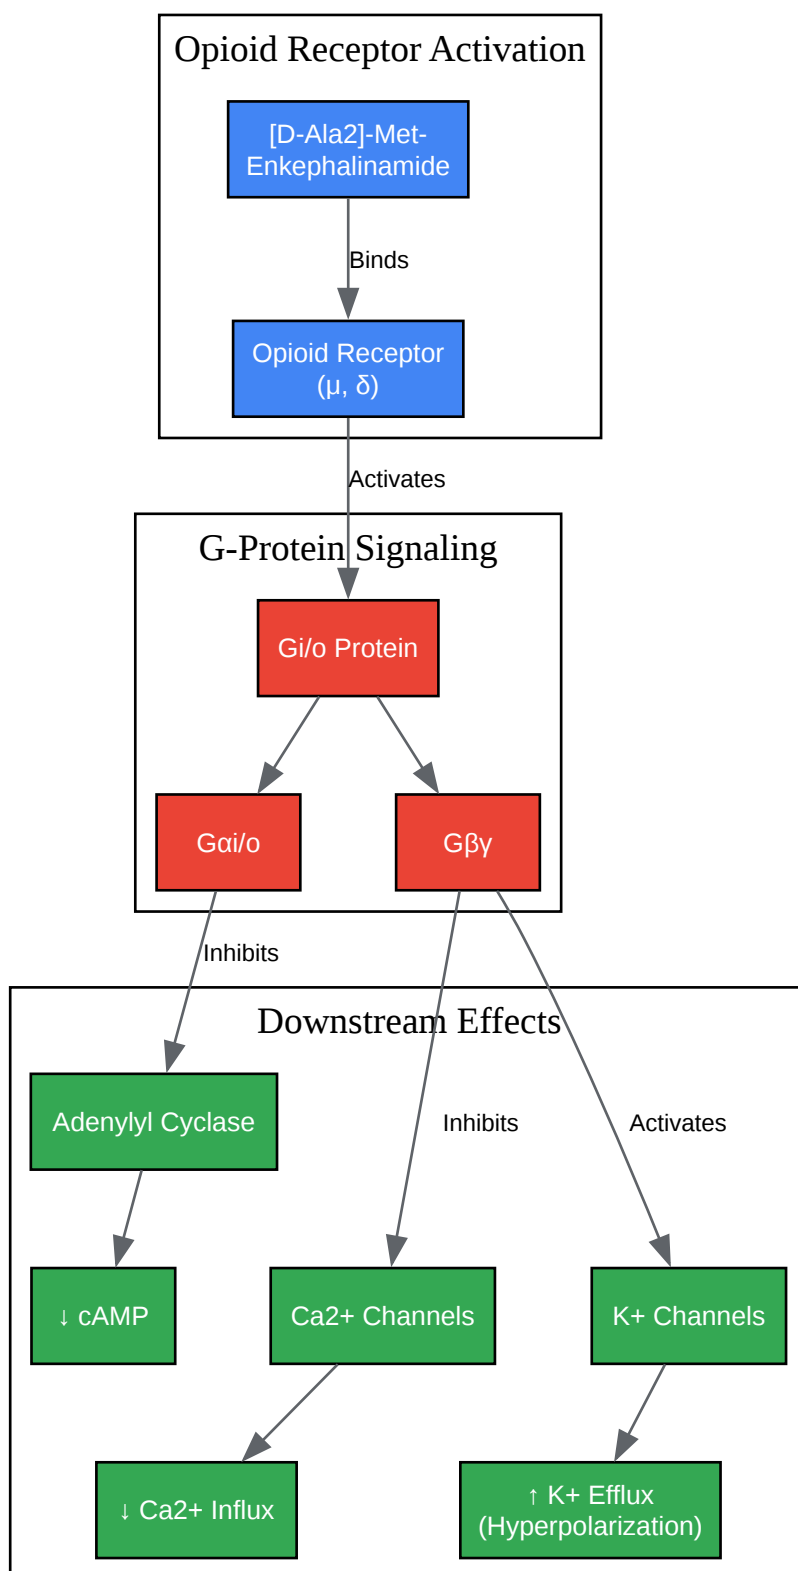 Opioid Receptor Activation
[D-Ala2]-Met-
Enkephalinamide
Binds
Opioid Receptor
(μ, δ)
Activates
G-Protein Signaling
Gi/o Protein
Gαi/o
Gβγ
Inhibits
Downstream Effects
Adenylyl Cyclase
Inhibits
Activates
↓ cAMP
Ca2+ Channels
K+ Channels
↓ Ca2+ Influx
↑ K+ Efflux
(Hyperpolarization)